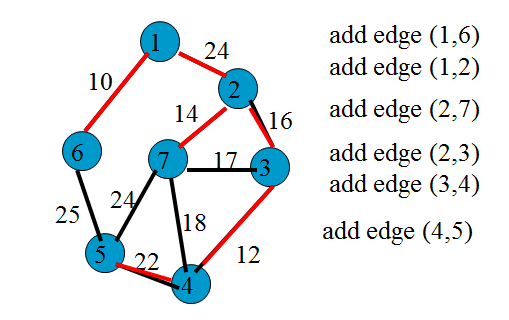 1
24
add edge (1,6)
add edge (1,2)
10
2
14
16
add edge (2,7)
6
7
17
3
add edge (2,3)
add edge (3,4)
24
25
18
add edge (4,5)
5
22
12
4